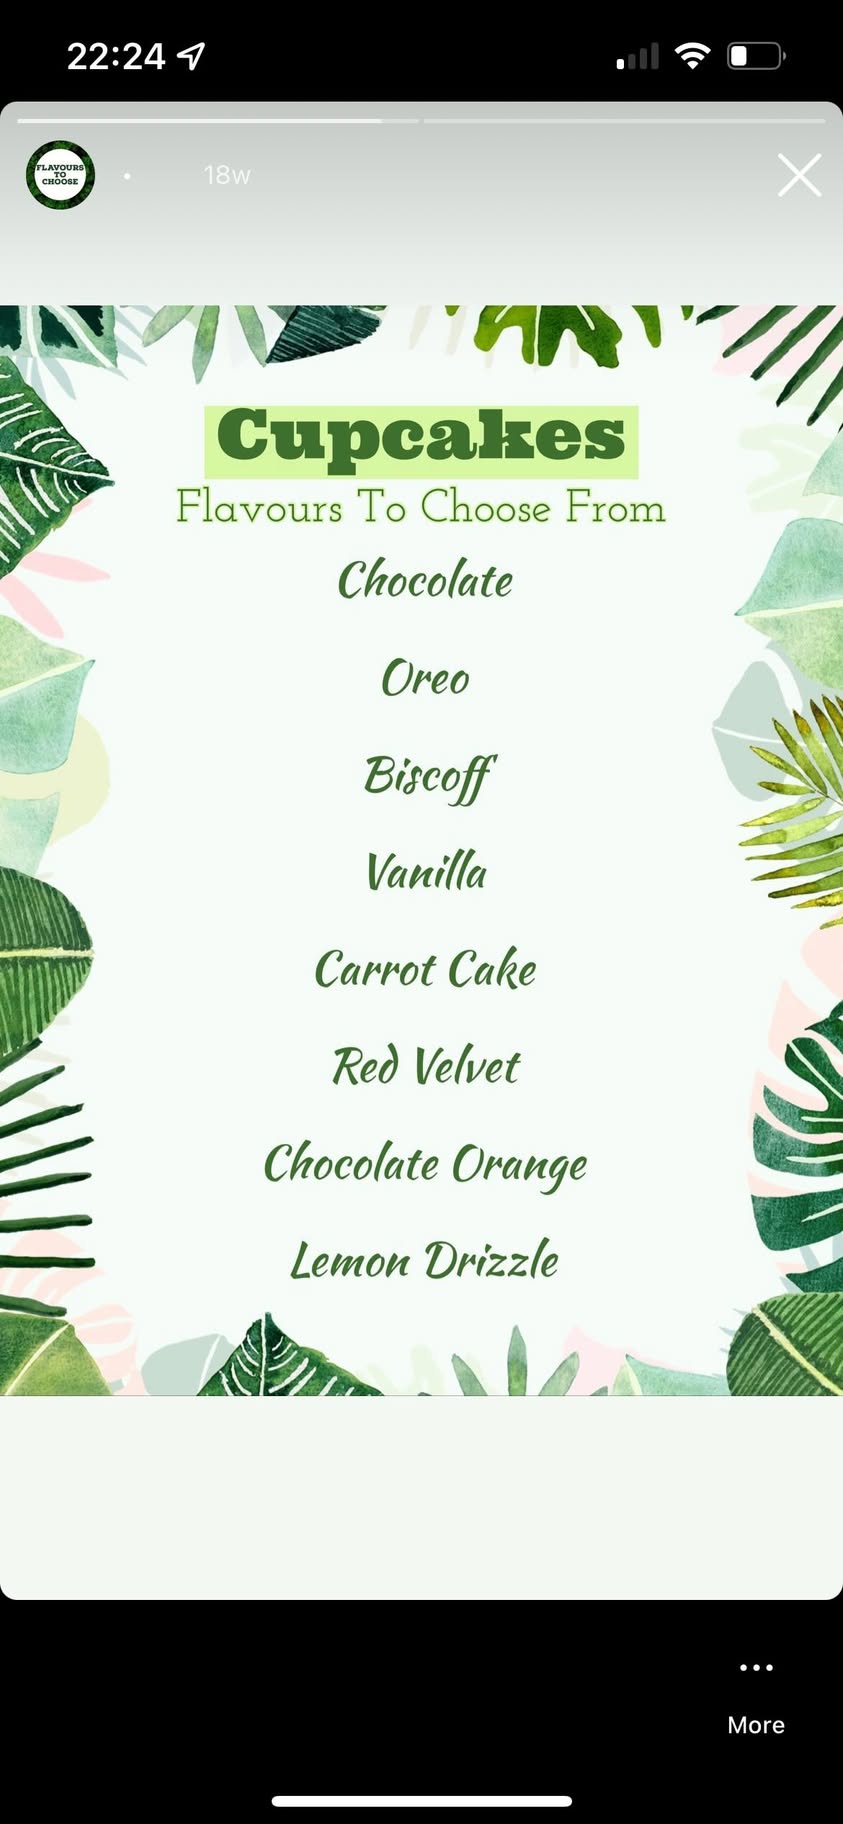 22:24
FLAVOURS
TO
CHOOSE
• 18w
Cupcakes
Flavours To Choose From
Chocolate
Oreo
Biscoff
Vanilla
Carrot Cake
Red Velvet
Chocolate Orange
Lemon Drizzle
More